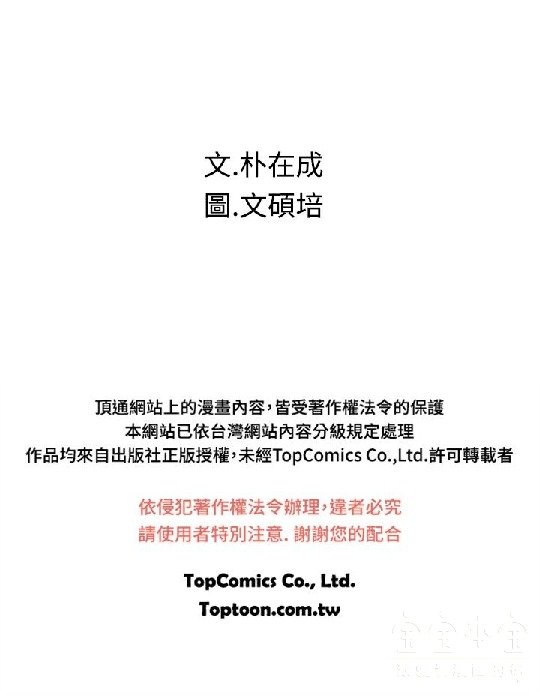 文.朴在成
圖.文碩培
頂通網站上的漫畫內容,皆受著作權法令的保護
本網站已依台灣網站內容分級規定處理
作品均來自出版社正版授權,未經TopComics Co.,Ltd.許可轉載者
依侵犯著作權法令辦理,違者必究
請使用者特別注意. 謝謝您的配合
TopComics Co., Ltd.
Toptoon.com.tw